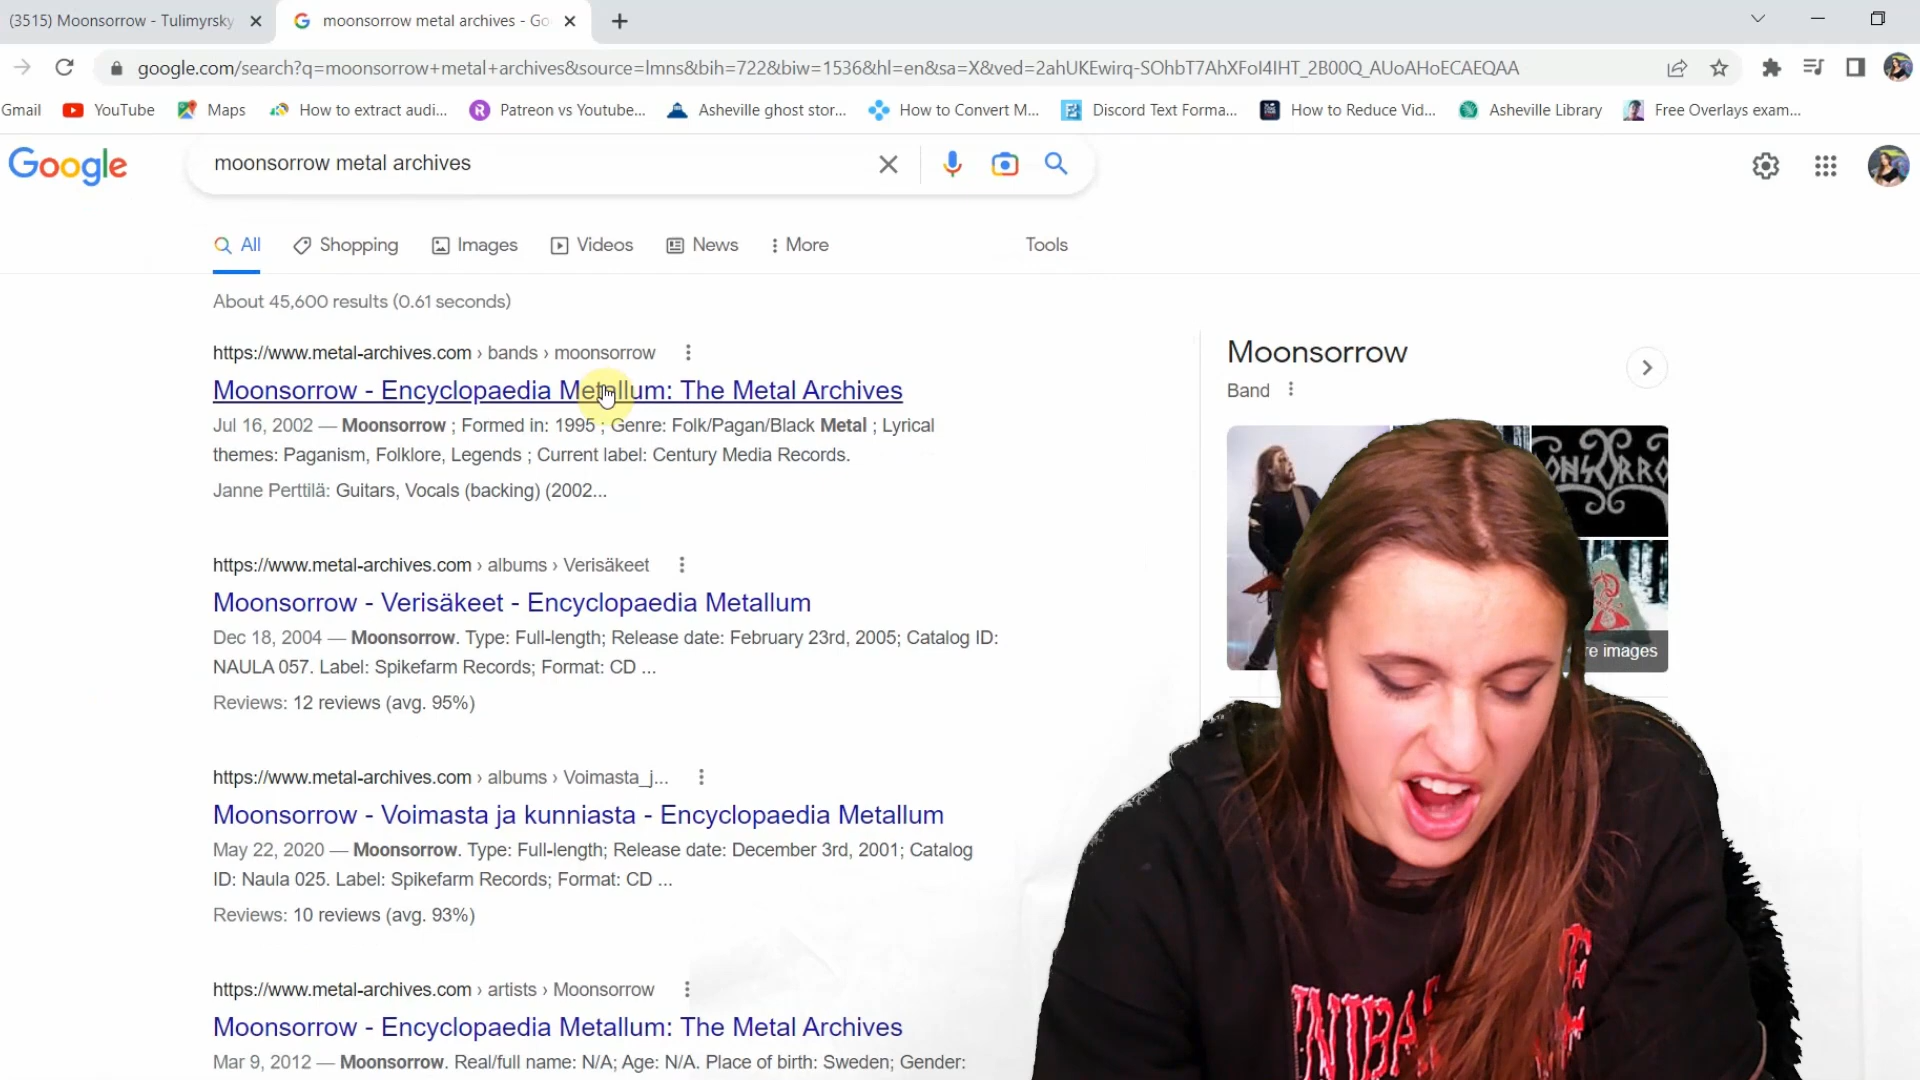 (3515) Moonsorrow - Tulimyrsky
moonsorrow metal archives - Go
google.com/search?q=moonsorrow+metal+archives&source=lmns&bih=722&biw=1536&hl=en&sa=X&ved=2ahUKEwirq-SOhbT7AhXFoI4IHT_2B00Q_AUoAHoECAEQAA
Gmail YouTube Maps How to extract audi... Patreon vs Youtube... Asheville ghost stor... How to Convert M... Discord Text Forma... How to Reduce Vid... Asheville Library Free Overlays exam...
Google
moonsorrow metal archives
All Shopping Images Videos News More Tools
About 45,600 results (0.61 seconds)
https://www.metal-archives.com › bands › moonsorrow
Moonsorrow - Encyclopaedia Metallum: The Metal Archives
Jul 16, 2002 — Moonsorrow ; Formed in: 1995 ; Genre: Folk/Pagan/Black Metal ; Lyrical
themes: Paganism, Folklore, Legends ; Current label: Century Media Records.
Janne Perttilä: Guitars, Vocals (backing) (2002...
Moonsorrow
Band
re images
https://www.metal-archives.com › albums › Verisäkeet
Moonsorrow - Verisäkeet - Encyclopaedia Metallum
Dec 18, 2004 — Moonsorrow. Type: Full-length; Release date: February 23rd, 2005; Catalog ID:
NAULA 057. Label: Spikefarm Records; Format: CD ...
Reviews: 12 reviews (avg. 95%)
https://www.metal-archives.com › albums › Voimasta_j...
Moonsorrow - Voimasta ja kunniasta - Encyclopaedia Metallum
May 22, 2020 — Moonsorrow. Type: Full-length; Release date: December 3rd, 2001; Catalog
ID: Naula 025. Label: Spikefarm Records; Format: CD ...
Reviews: 10 reviews (avg. 93%)
https://www.metal-archives.com › artists › Moonsorrow
Moonsorrow - Encyclopaedia Metallum: The Metal Archives
Mar 9, 2012 — Moonsorrow. Real/full name: N/A; Age: N/A. Place of birth: Sweden; Gender: